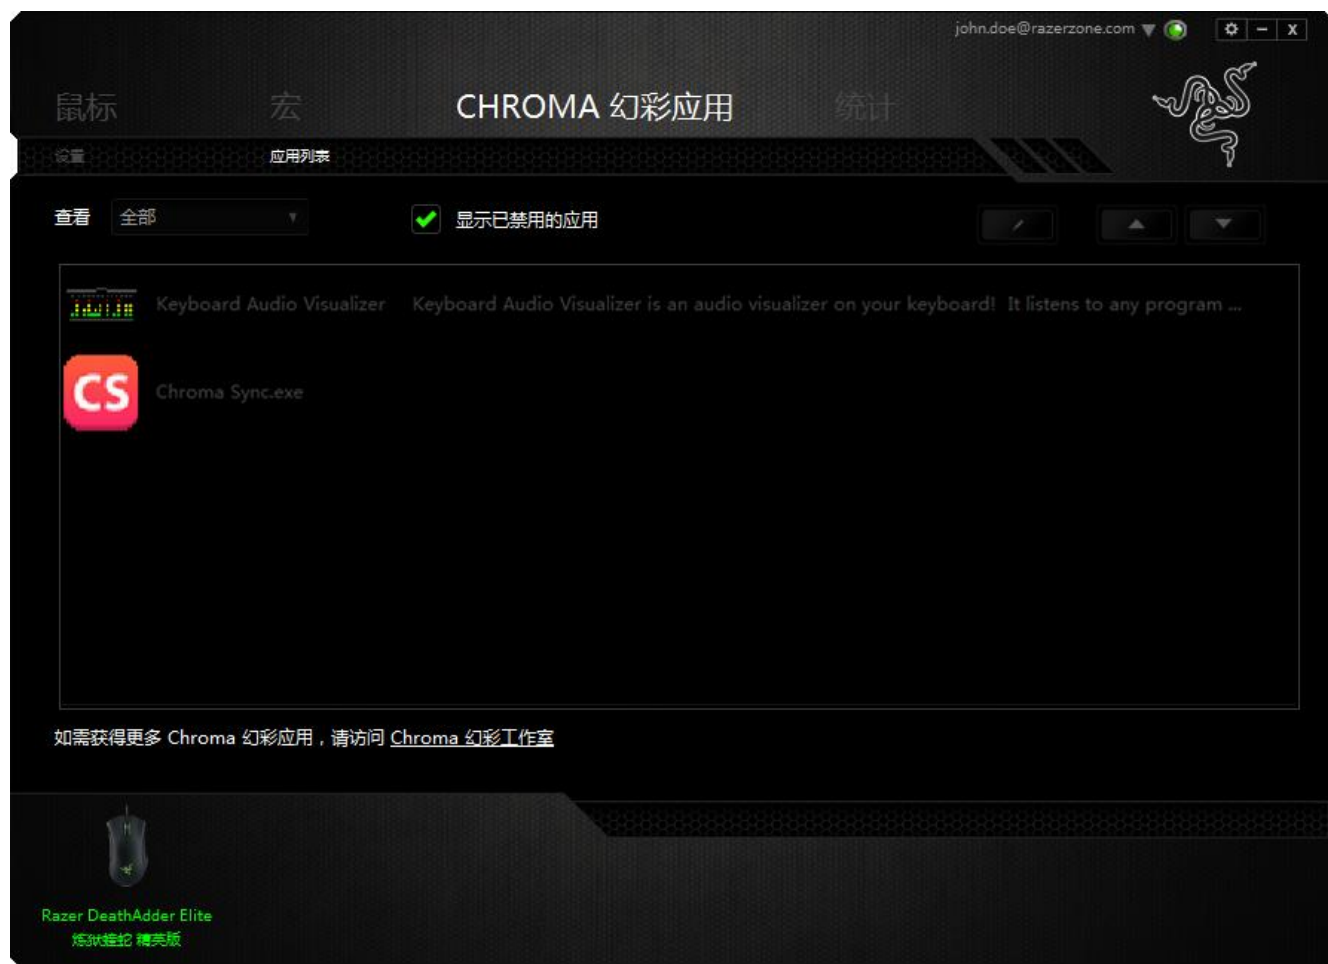 john.doe@razerzone.com
鼠标 宏 CHROMA 幻彩应用 统计
设置 应用列表
查看 全部 显示已禁用的应用
Keyboard Audio Visualizer Keyboard Audio Visualizer is an audio visualizer on your keyboard! It listens to any program ...
CS Chroma Sync.exe
如需获得更多 Chroma 幻彩应用，请访问 Chroma 幻彩工作室
Razer DeathAdder Elite
炼狱蝰蛇 精英版